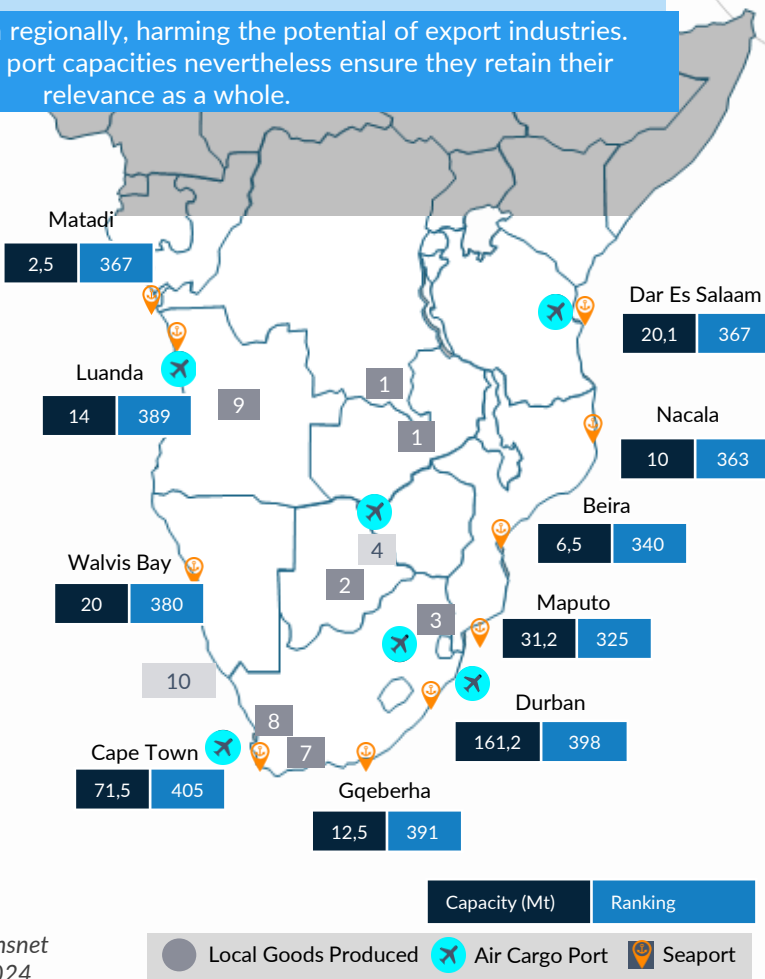 regionally, harming the potential of export industries.
port capacities nevertheless ensure they retain their
relevance as a whole.
Matadi
2,5 367
Dar Es Salaam
20,1 367
Luanda
14 389
1
9
1
Nacala
10 363
Beira
6,5 340
4
Walvis Bay
20 380
2
Maputo
31,2 325
3
10
Durban
161,2 398
8
7
Cape Town
71,5 405
Gqeberha
12,5 391
Capacity (Mt) Ranking
Local Goods Produced Air Cargo Port Seaport